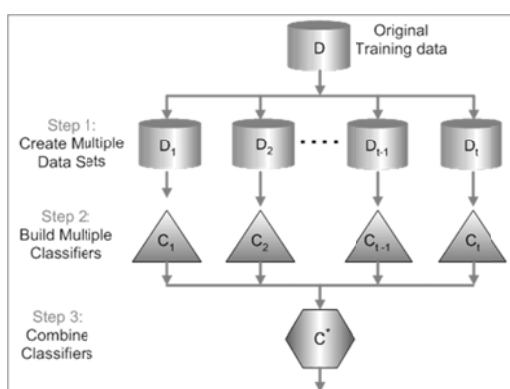 Original
Training data
D
Step 1:
Create Multiple
Data Sets
D1
D2
....
Dt-1
Dt
Step 2:
Build Multiple
Classifiers
C1
C2
Ct-1
Ct
Step 3:
Combine
Classifiers
C*